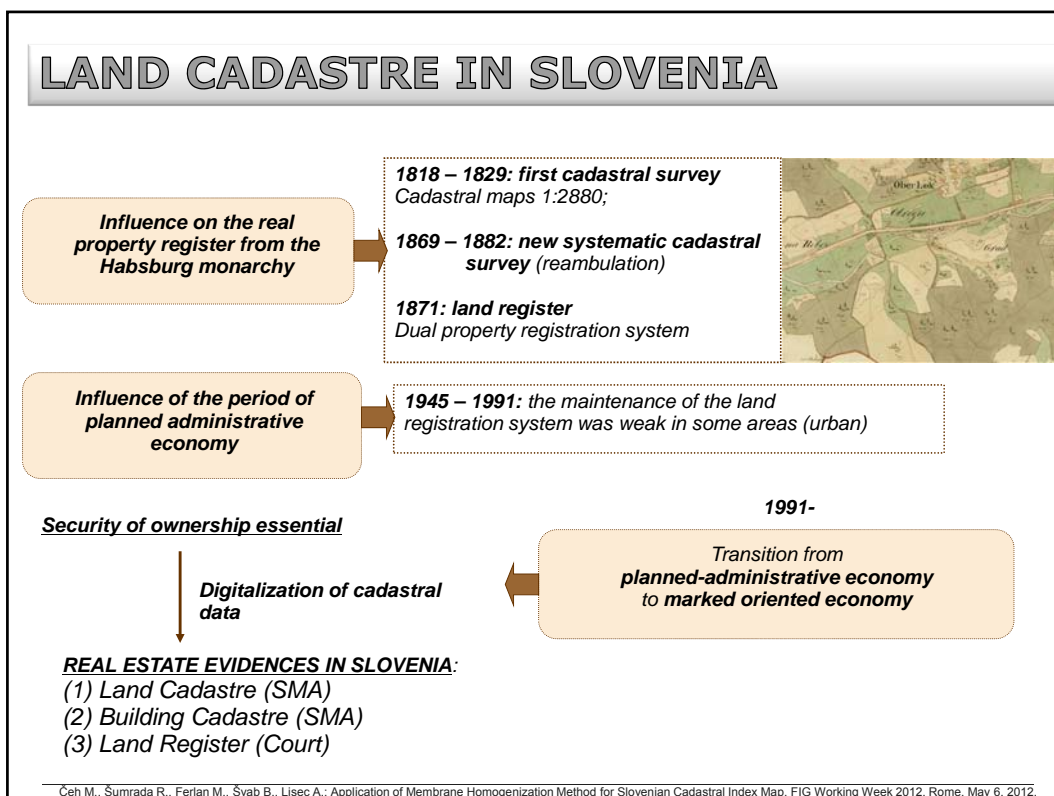 LAND CADASTRE IN SLOVENIA
Influence on the real
property register from the
Habsburg monarchy
1818 – 1829: first cadastral survey
Cadastral maps 1:2880;
1869 – 1882: new systematic cadastral
survey (reambulation)
1871: land register
Dual property registration system
Ober Lok
Influence of the period of
planned administrative
economy
1945 – 1991: the maintenance of the land
registration system was weak in some areas (urban)
1991-
Security of ownership essential
Transition from
planned-administrative economy
to marked oriented economy
Digitalization of cadastral
data
REAL ESTATE EVIDENCES IN SLOVENIA:
(1) Land Cadastre (SMA)
(2) Building Cadastre (SMA)
(3) Land Register (Court)
Čeh M., Šumrada R., Ferlan M., Švab B., Lisec A.: Application of Membrane Homogenization Method for Slovenian Cadastral Index Map. FIG Working Week 2012, Rome, May 6, 2012.